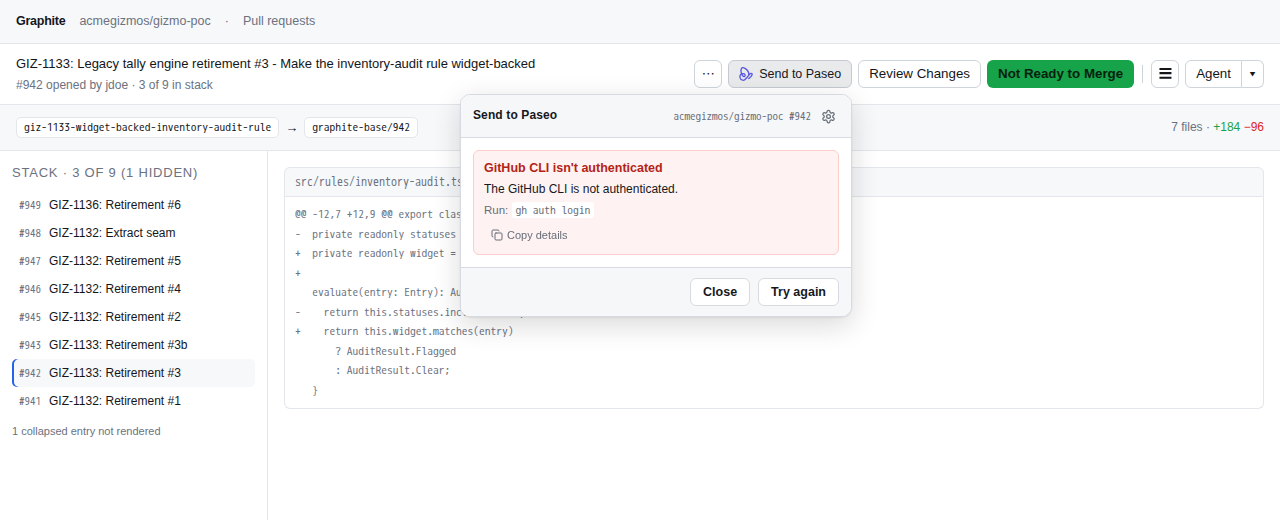 Graphite acmegizmos/gizmo-poc · Pull requests
GIZ-1133: Legacy tally engine retirement #3 - Make the inventory-audit rule widget-backed
#942 opened by jdoe · 3 of 9 in stack
··· Send to Paseo Review Changes Not Ready to Merge Agent
giz-1133-widget-backed-inventory-audit-rule → graphite-base/942
7 files · +184 −96
Send to Paseo acmegizmos/gizmo-poc #942
GitHub CLI isn't authenticated
The GitHub CLI is not authenticated.
Run: gh auth login
Copy details
Close Try again
STACK · 3 OF 9 (1 HIDDEN)
#949 GIZ-1136: Retirement #6
#948 GIZ-1132: Extract seam
#947 GIZ-1132: Retirement #5
#946 GIZ-1132: Retirement #4
#945 GIZ-1132: Retirement #2
#943 GIZ-1133: Retirement #3b
#942 GIZ-1133: Retirement #3
#941 GIZ-1132: Retirement #1
1 collapsed entry not rendered
src/rules/inventory-audit.ts
@@ -12,7 +12,9 @@ export clas
- private readonly statuses
+ private readonly widget =
+
evaluate(entry: Entry): Au
- return this.statuses.inc
+ return this.widget.matches(entry)
? AuditResult.Flagged
: AuditResult.Clear;
}